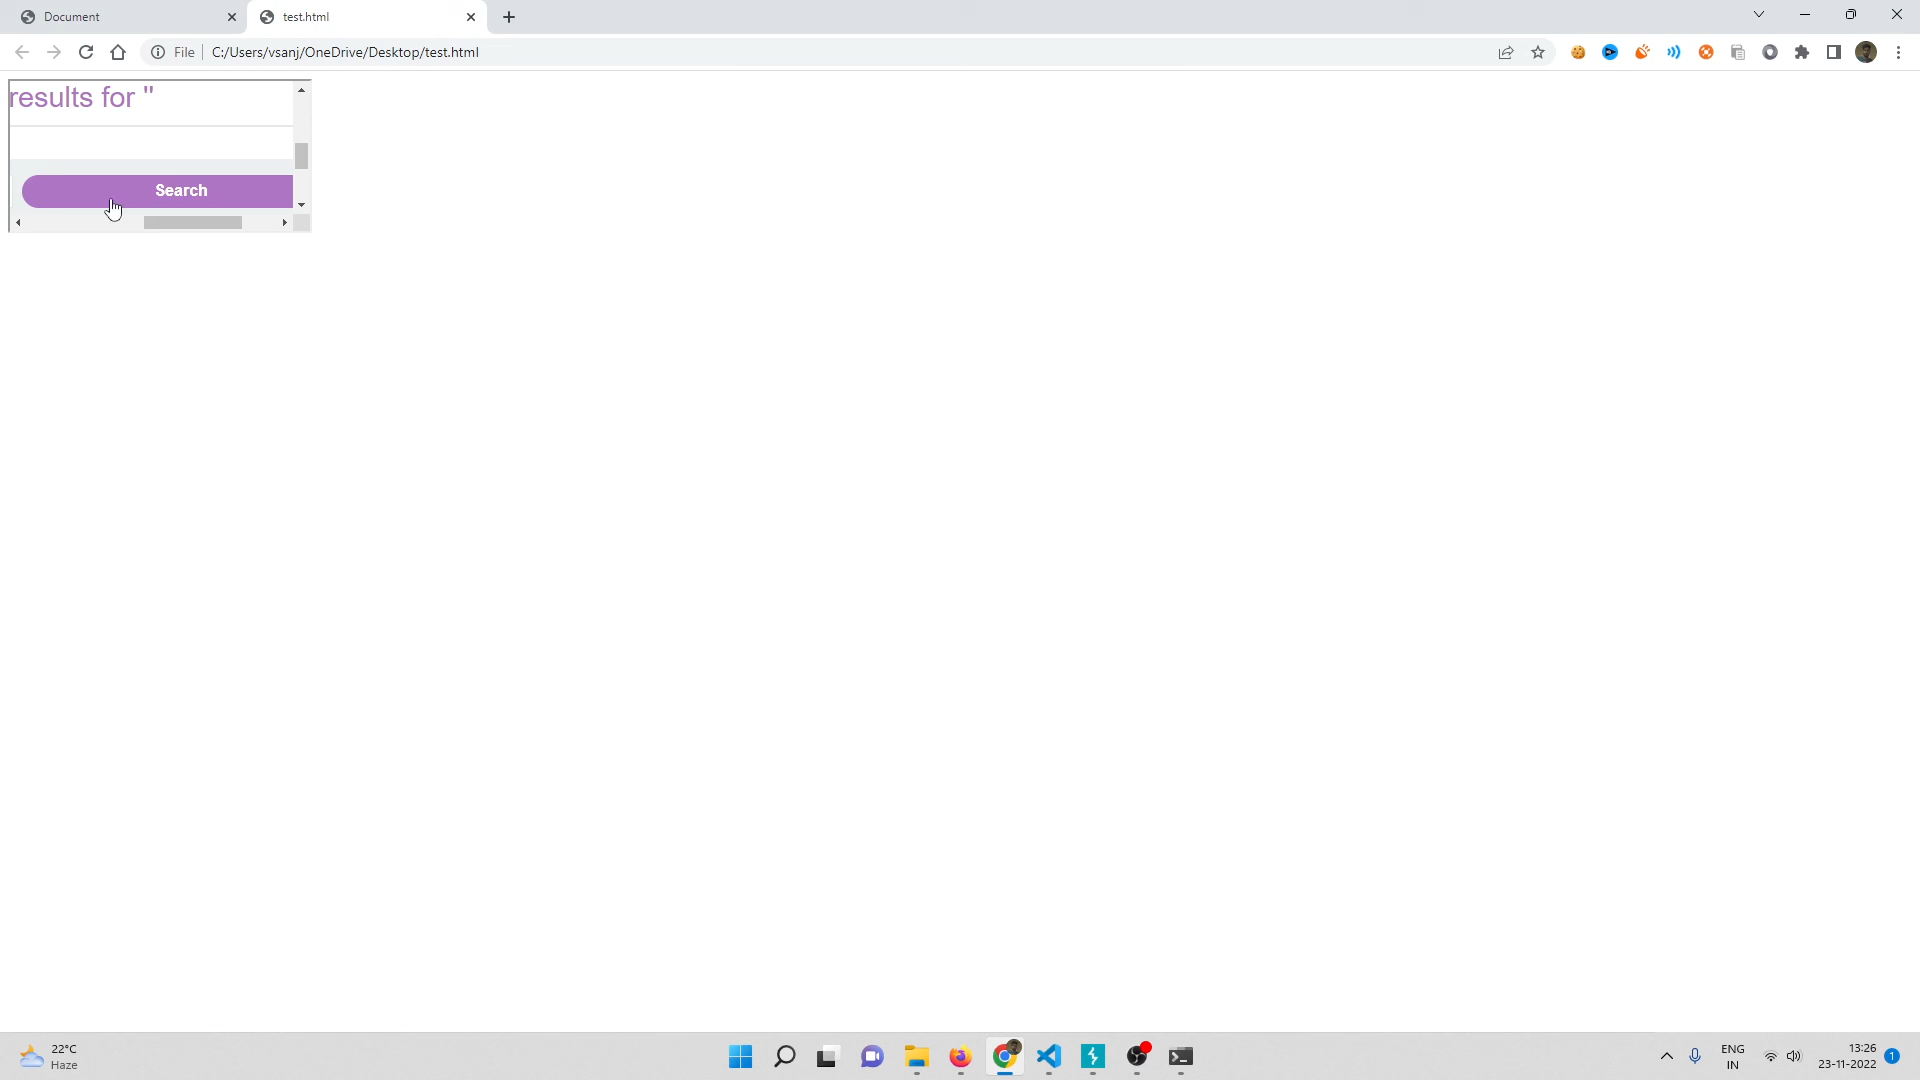 Document
test.html
File
C:/Users/vsanj/OneDrive/Desktop/test.html
results for "
Search
22°C
Haze
ENG
IN
13:26
23-11-2022
1